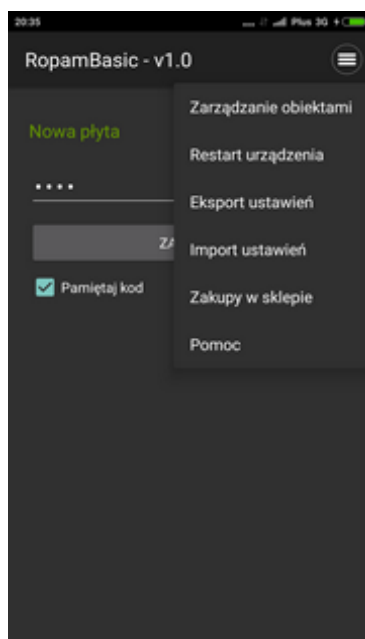 20:35
Plus 3G
RopamBasic - v1.0
Zarządzanie obiektami
Nowa płyta
Restart urządzenia
Eksport ustawień
ZA
Import ustawień
Pamiętaj kod
Zakupy w sklepie
Pomoc